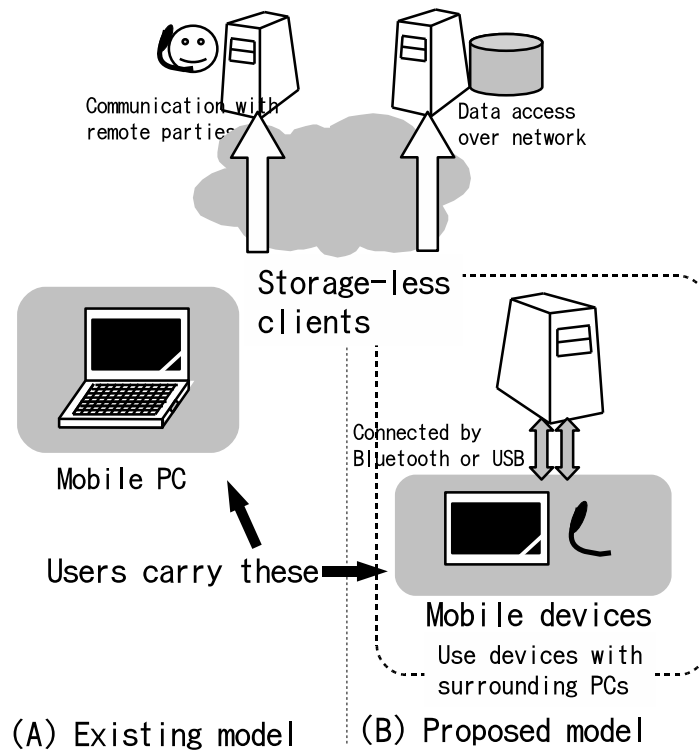 Communication with
remote parties
Data access
over network
Storage-less
clients
Connected by
Bluetooth or USB
Mobile PC
Users carry these
Mobile devices
Use devices with
surrounding PCs
(A) Existing model
(B) Proposed model